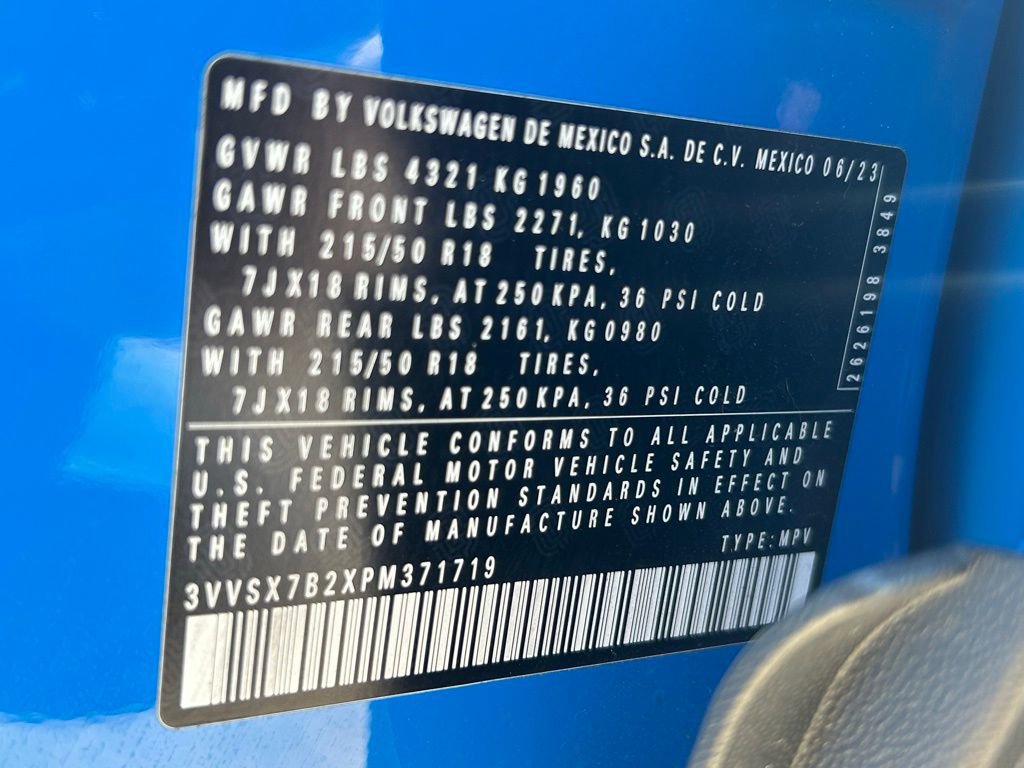 MFD BY VOLKSWAGEN DE MEXICO S.A. DE C.V. MEXICO 06/23
GVWR LBS 4321 KG 1960
GAWR FRONT LBS 2271, KG 1030
WITH 215/50 R18 TIRES,
7J X18 RIMS, AT 250 KPA, 36 PSI COLD
GAWR REAR LBS 2161, KG 0980
WITH 215/50 R18 TIRES,
7J X18 RIMS, AT 250 KPA, 36 PSI COLD
2626198 3849
THIS VEHICLE CONFORMS TO ALL APPLICABLE
U.S. FEDERAL MOTOR VEHICLE SAFETY AND
THEFT PREVENTION STANDARDS IN EFFECT ON
THE DATE OF MANUFACTURE SHOWN ABOVE.
TYPE: MPV
3VVSX7B2XPM371719